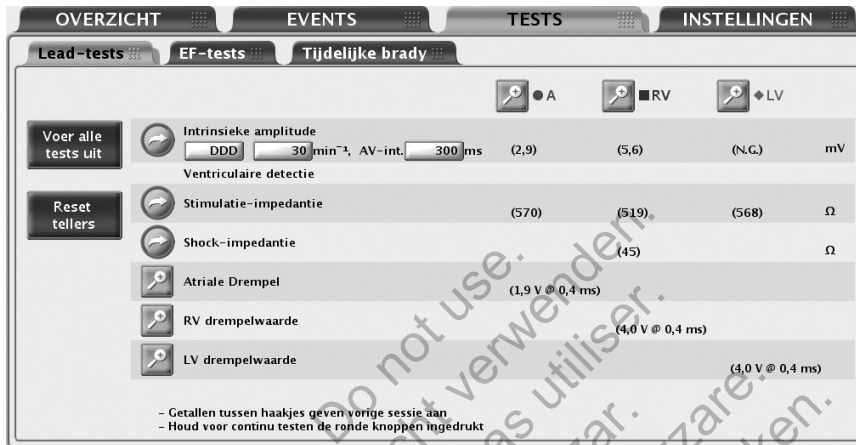 OVERZICHT EVENTS TESTS INSTELLINGEN
Lead-tests EF-tests Tijdelijke brady
A RV LV
Voer alle tests uit
Intrinsieke amplitude
DDD 30 min⁻¹, AV-int. 300 ms (2,9) (5,6) (N.G.) mV
Ventriculaire detectie
Reset tellers
Stimulatie-impedantie (570) (519) (568) Ω
Shock-impedantie (45) Ω
Atriale Drempel (1,9 V @ 0,4 ms)
RV drempelwaarde (4,0 V @ 0,4 ms)
LV drempelwaarde (4,0 V @ 0,4 ms)
- Getallen tussen haakjes geven vorige sessie aan
- Houd voor continu testen de ronde knoppen ingedrukt
Do not use.
verwenden.
utiliser.